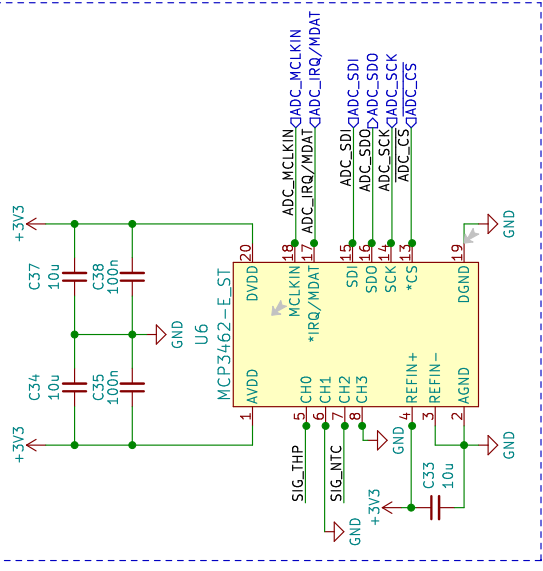 ADC_MCLKIN
ADC_IRQ/MDAT
ADC_SDI
ADC_SDO
ADC_SCK
ADC_CS
ADC_MCLKIN
ADC_IRQ/MDAT
ADC_SDI
ADC_SDO
ADC_SCK
ADC_CS
+3V3
GND
20
18
17
15
16
14
13
19
C37
10u
C38
100n
DVDD
MCLKIN
*IRQ/MDAT
SDI
SDO
SCK
*CS
DGND
GND
U6
MCP3462-E_ST
C34
10u
C35
100n
AVDD
CH0
CH1
CH2
CH3
REFIN+
REFIN-
AGND
1
5
6
7
8
4
3
2
+3V3
SIG_THP
SIG_NTC
GND
GND
C33
10u
+3V3
GND